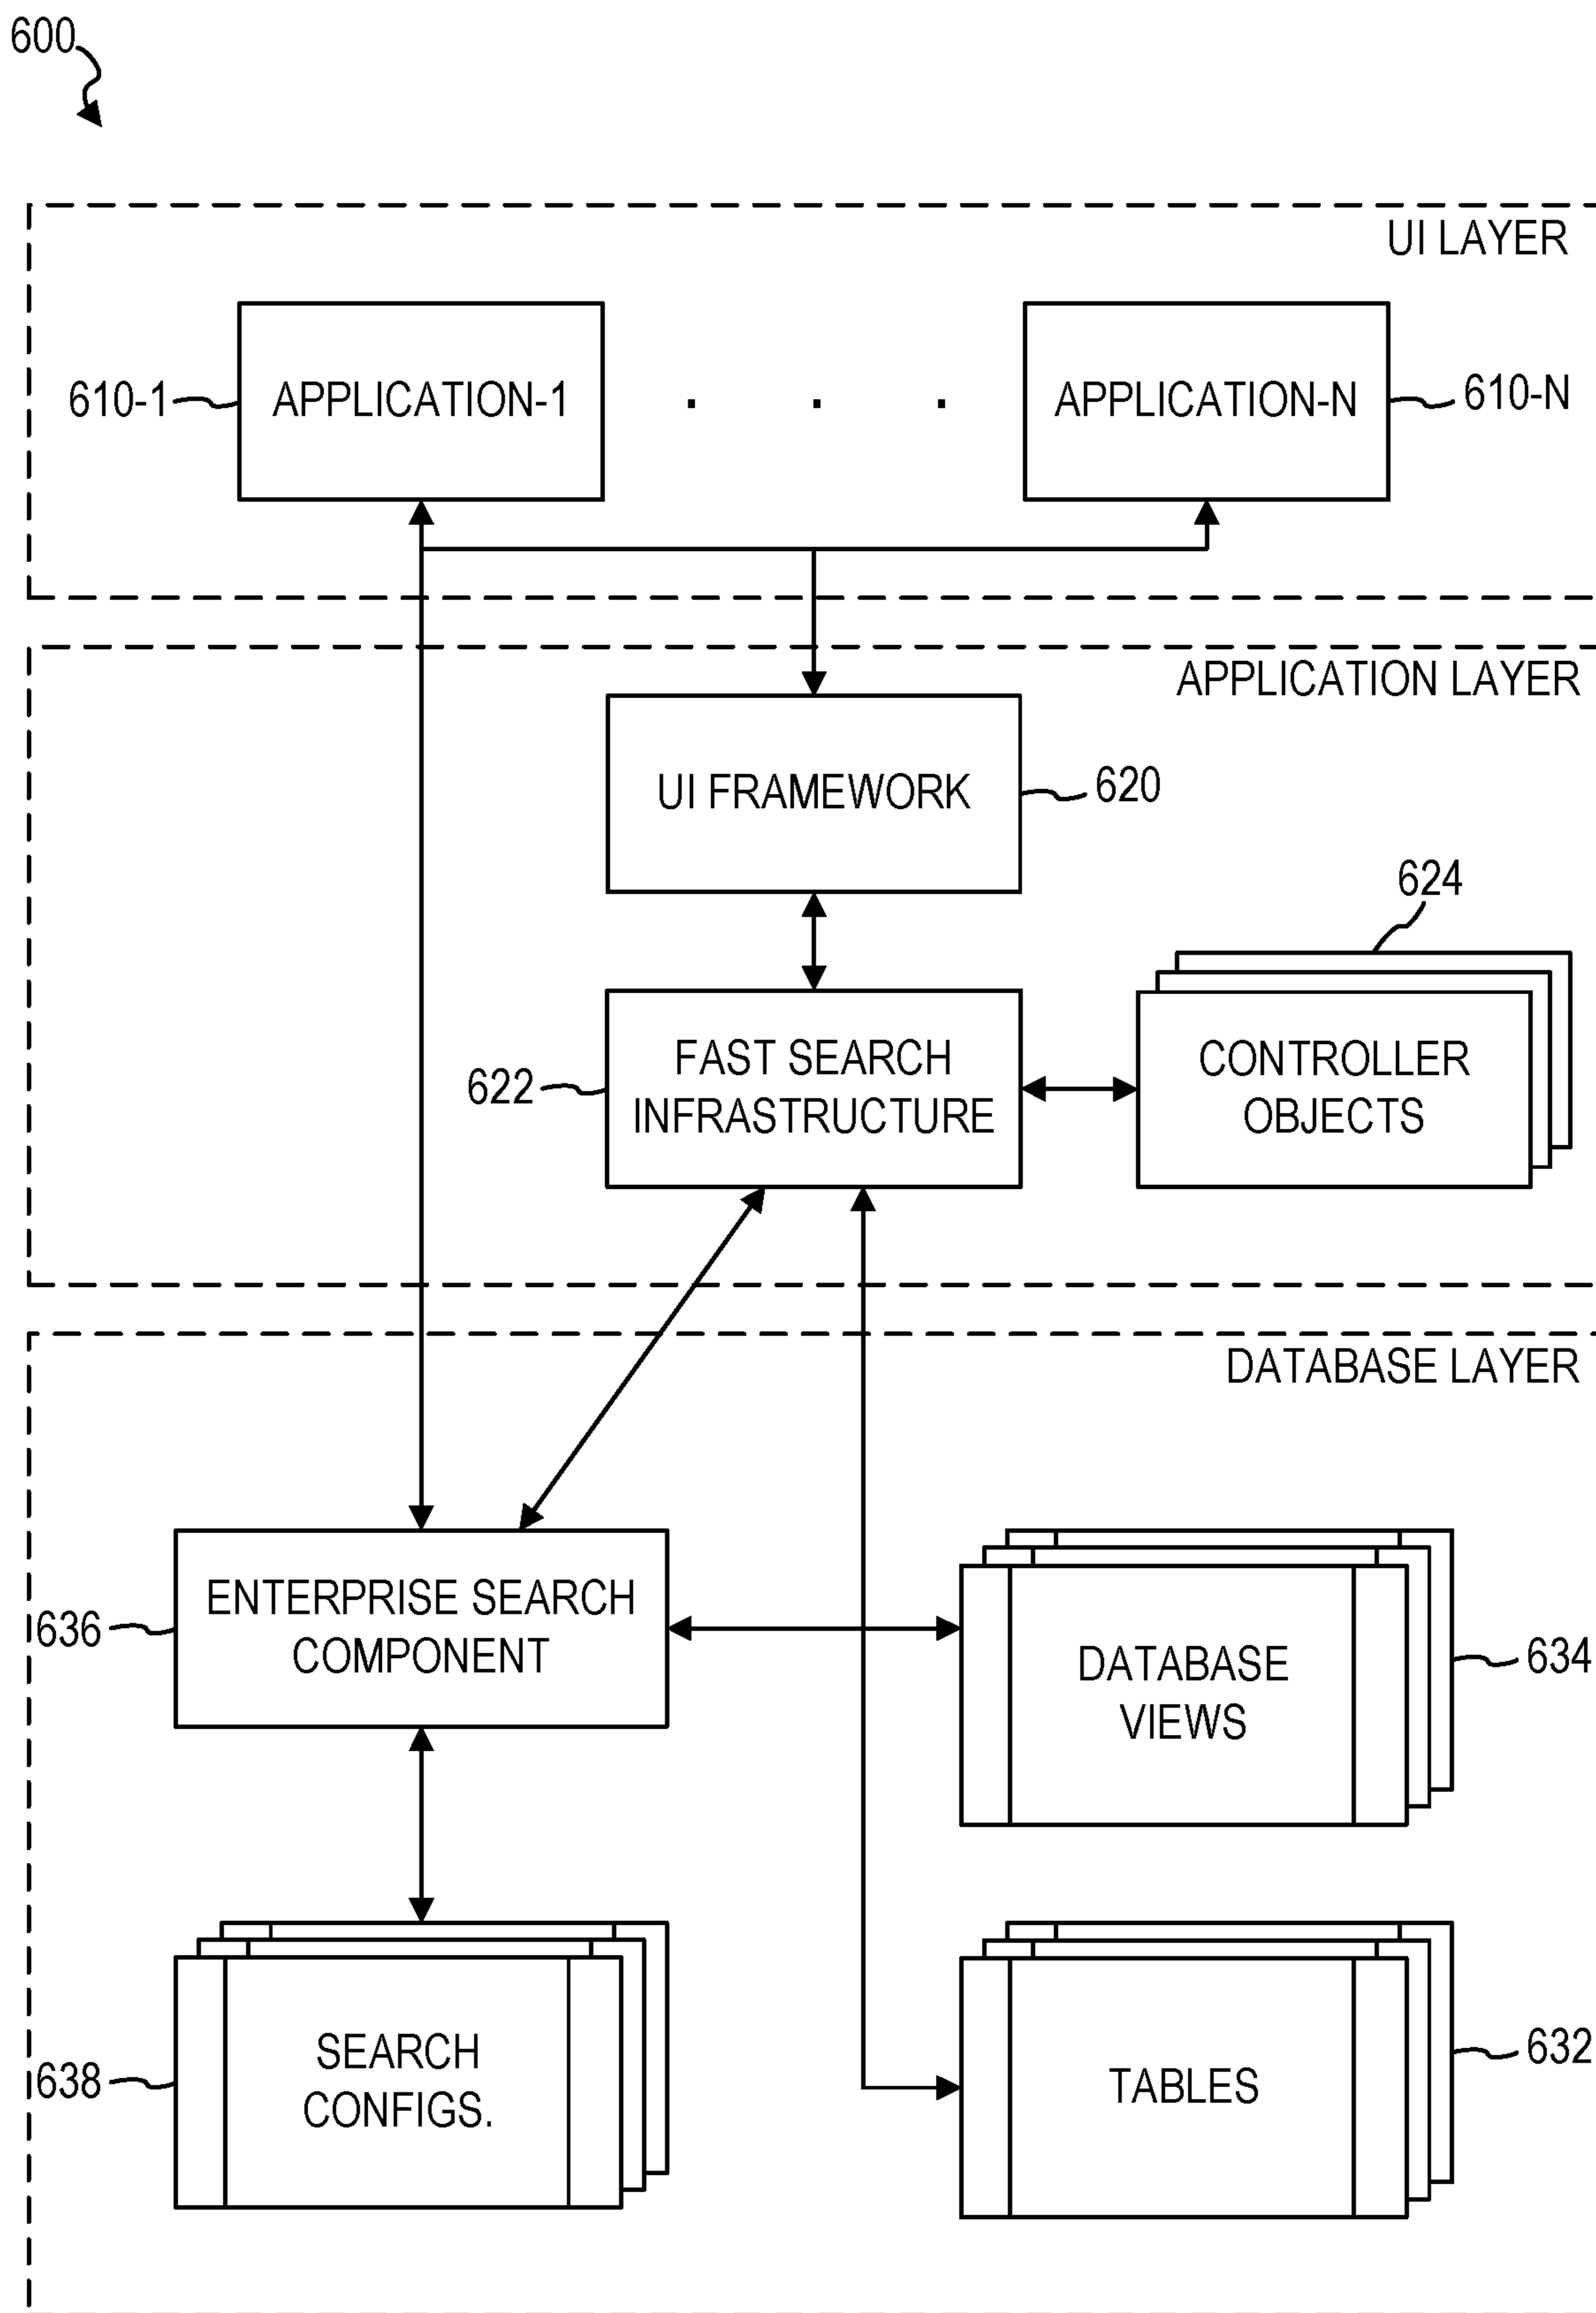 600
UI LAYER
610-1
APPLICATION-1
. . .
APPLICATION-N
610-N
APPLICATION LAYER
UI FRAMEWORK
620
624
622
FAST SEARCH
INFRASTRUCTURE
CONTROLLER
OBJECTS
DATABASE LAYER
636
ENTERPRISE SEARCH
COMPONENT
DATABASE
VIEWS
634
638
SEARCH
CONFIGS.
TABLES
632